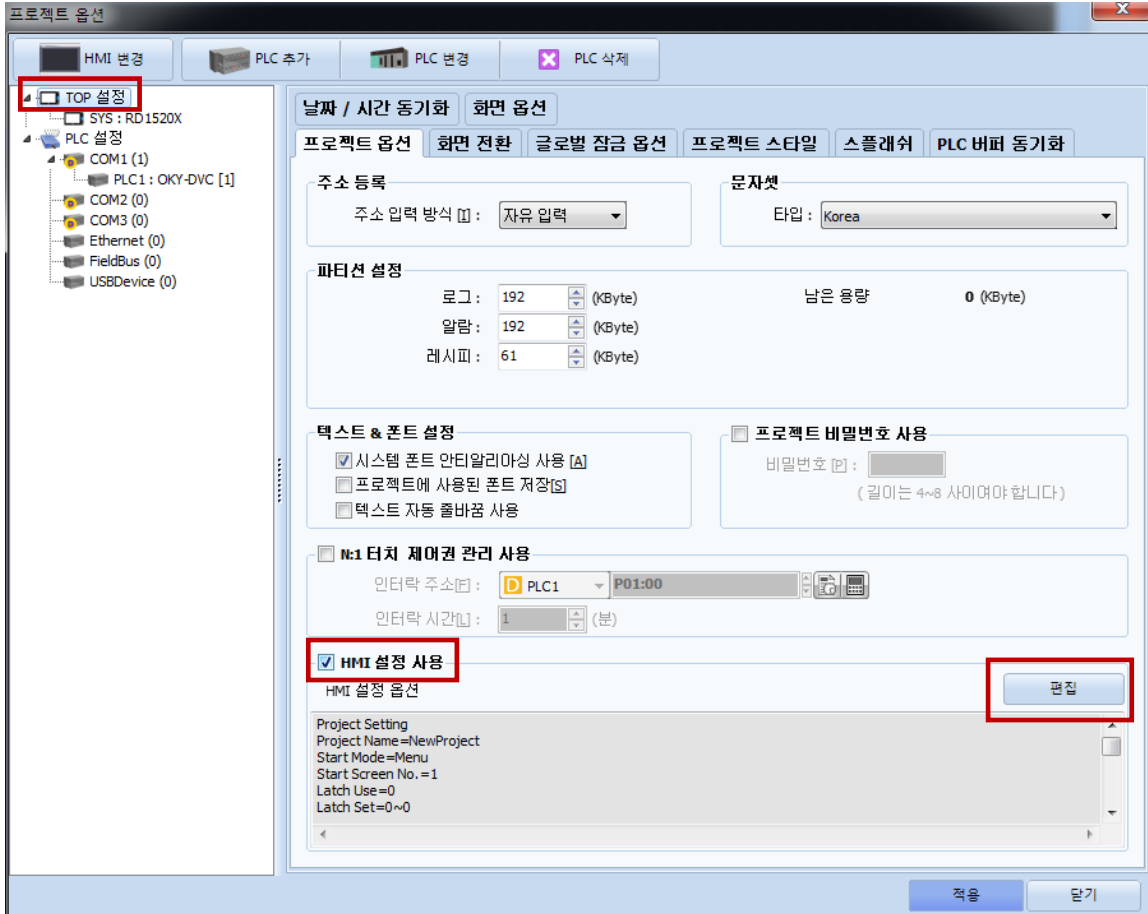 프로젝트 옵션
x
HMI 변경
PLC 추가
PLC 변경
PLC 삭제
TOP 설정
SYS : RD1520X
PLC 설정
COM1 (1)
PLC1 : OKY-DVC [1]
COM2 (0)
COM3 (0)
Ethernet (0)
FieldBus (0)
USBDevice (0)
날짜 / 시간 동기화
화면 옵션
프로젝트 옵션
화면 전환
글로벌 잠금 옵션
프로젝트 스타일
스플래쉬
PLC 버퍼 동기화
주소 등록
주소 입력 방식 [I] : 자유 입력
문자셋
타입 : Korea
파티션 설정
로그 : 192 (KByte)
남은 용량 0 (KByte)
알람 : 192 (KByte)
레시피 : 61 (KByte)
텍스트 & 폰트 설정
시스템 폰트 안티알리아싱 사용 [A]
프로젝트에 사용된 폰트 저장[S]
텍스트 자동 줄바꿈 사용
프로젝트 비밀번호 사용
비밀번호 [P] :
( 길이는 4~8 사이여야 합니다 )
N:1 터치 제어권 관리 사용
인터락 주소[F] : D PLC1 P01:00
인터락 시간[L] : 1 (분)
HMI 설정 사용
HMI 설정 옵션
편집
Project Setting
Project Name=NewProject
Start Mode=Menu
Start Screen No.=1
Latch Use=0
Latch Set=0~0
적용
닫기